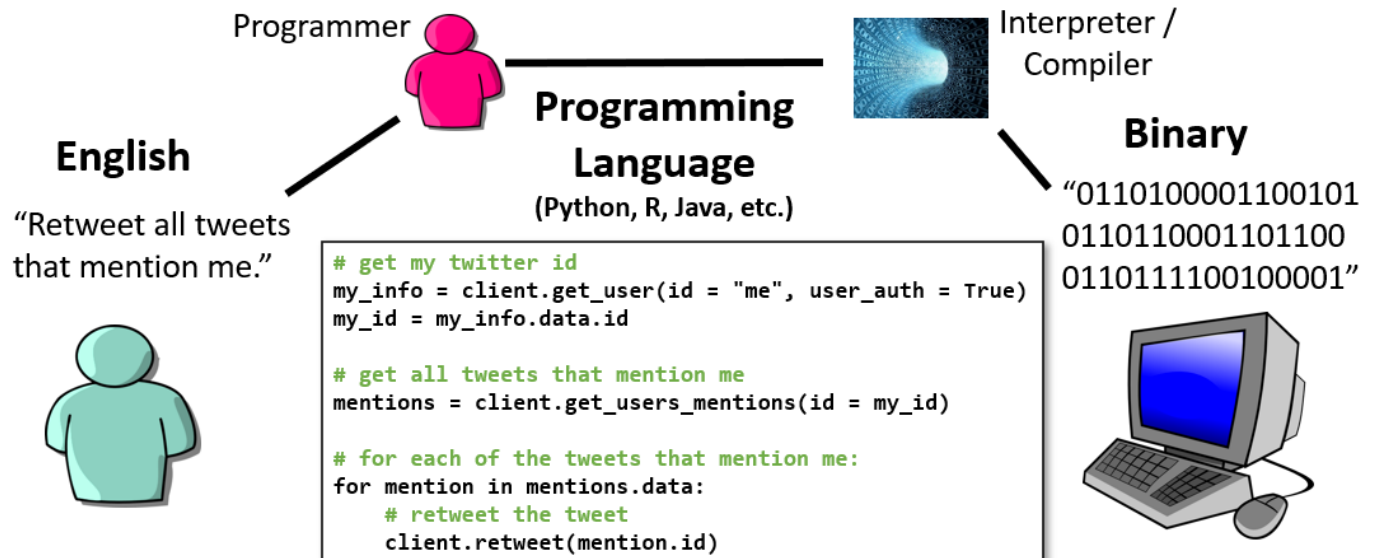 Programmer
Interpreter /
Compiler
Programming
Language
(Python, R, Java, etc.)
English
“Retweet all tweets
that mention me.”
Binary
“0110100001100101
0110110001101100
0110111100100001”
# get my twitter id
my_info = client.get_user(id = "me", user_auth = True)
my_id = my_info.data.id
# get all tweets that mention me
mentions = client.get_users_mentions(id = my_id)
# for each of the tweets that mention me:
for mention in mentions.data:
    # retweet the tweet
    client.retweet(mention.id)